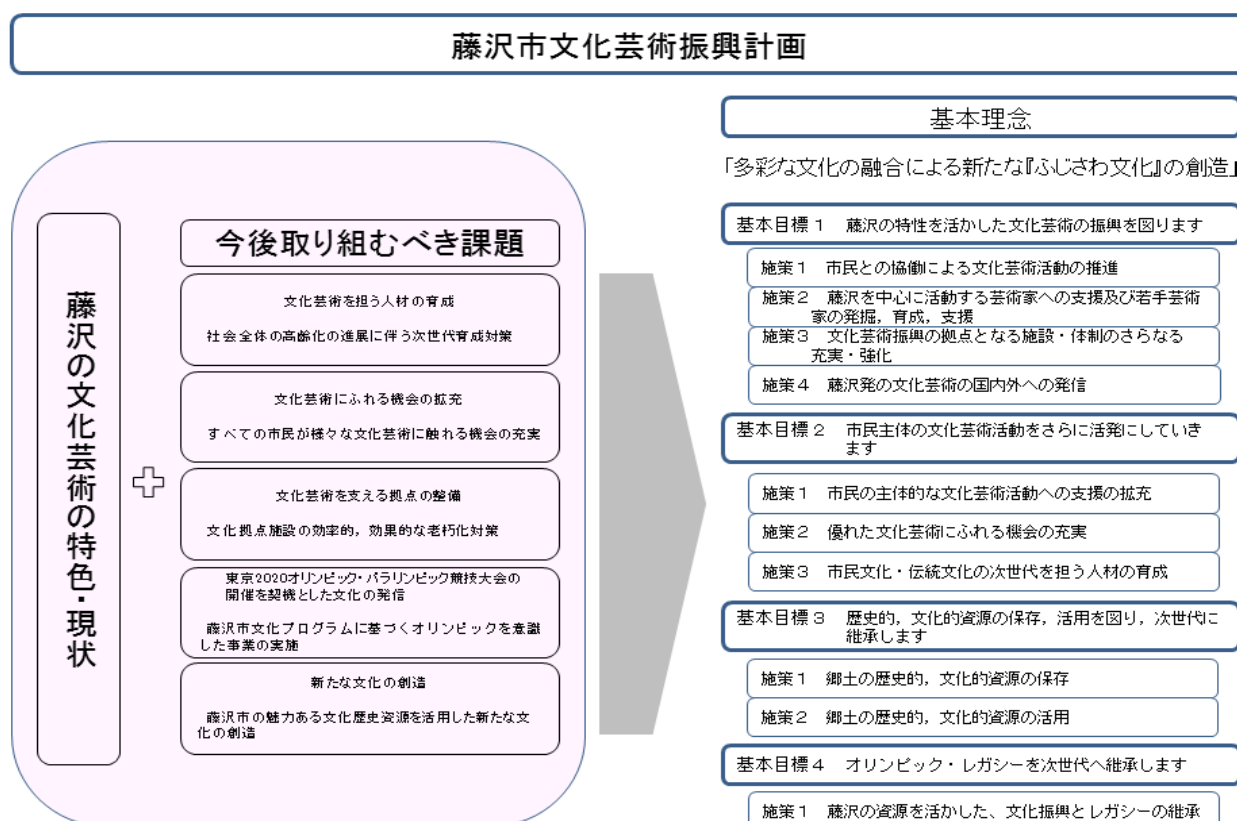 藤沢市文化芸術振興計画
藤沢の文化芸術の特色・現状
今後取り組むべき課題
文化芸術を担う人材の育成
社会全体の高齢化の進展に伴う次世代育成対策
文化芸術にふれる機会の拡充
すべての市民が様々な文化芸術に触れる機会の充実
文化芸術を支える拠点の整備
文化拠点施設の効率的，効果的な老朽化対策
東京2020オリンピック・パラリンピック競技大会の
開催を契機とした文化の発信
藤沢市文化プログラムに基づくオリンピックを意識
した事業の実施
新たな文化の創造
藤沢市の魅力ある文化歴史資源を活用した新たな文
化の創造
基本理念
「多彩な文化の融合による新たな『ふじさわ文化』の創造」
基本目標１　藤沢の特性を活かした文化芸術の振興を図ります
施策１　市民との協働による文化芸術活動の推進
施策２　藤沢を中心に活動する芸術家への支援及び若手芸術
家の発掘，育成，支援
施策３　文化芸術振興の拠点となる施設・体制のさらなる
充実・強化
施策４　藤沢発の文化芸術の国内外への発信
基本目標２　市民主体の文化芸術活動をさらに活発にしていき
ます
施策１　市民の主体的な文化芸術活動への支援の拡充
施策２　優れた文化芸術にふれる機会の充実
施策３　市民文化・伝統文化の次世代を担う人材の育成
基本目標３　歴史的，文化的資源の保存，活用を図り，次世代に
継承します
施策１　郷土の歴史的，文化的資源の保存
施策２　郷土の歴史的，文化的資源の活用
基本目標４　オリンピック・レガシーを次世代へ継承します
施策１　藤沢の資源を活かした、文化振興とレガシーの継承